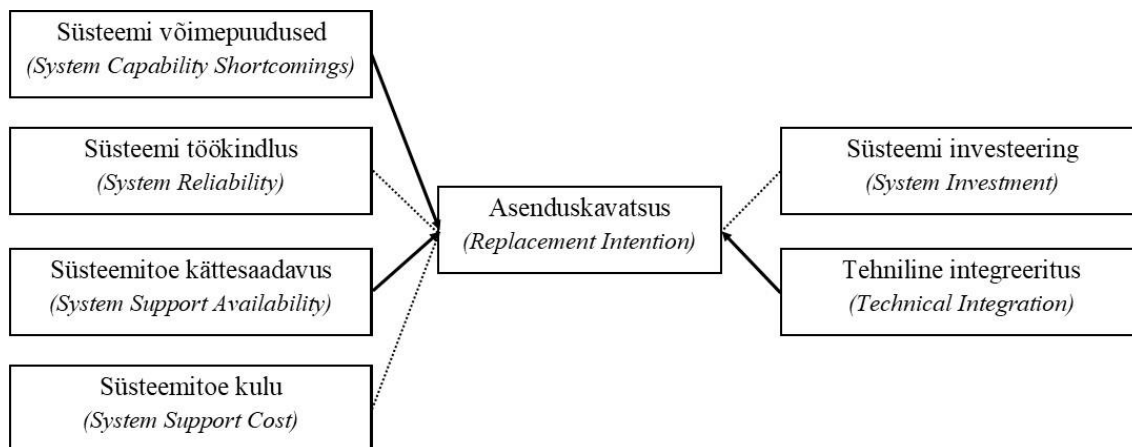 Süsteemi võimepuudused
(System Capability Shortcomings)
Süsteemi töökindlus
(System Reliability)
Süsteemitoe kättesaadavus
(System Support Availability)
Süsteemitoe kulu
(System Support Cost)
Asenduskavatsus
(Replacement Intention)
Süsteemi investeering
(System Investment)
Tehniline integreeritus
(Technical Integration)